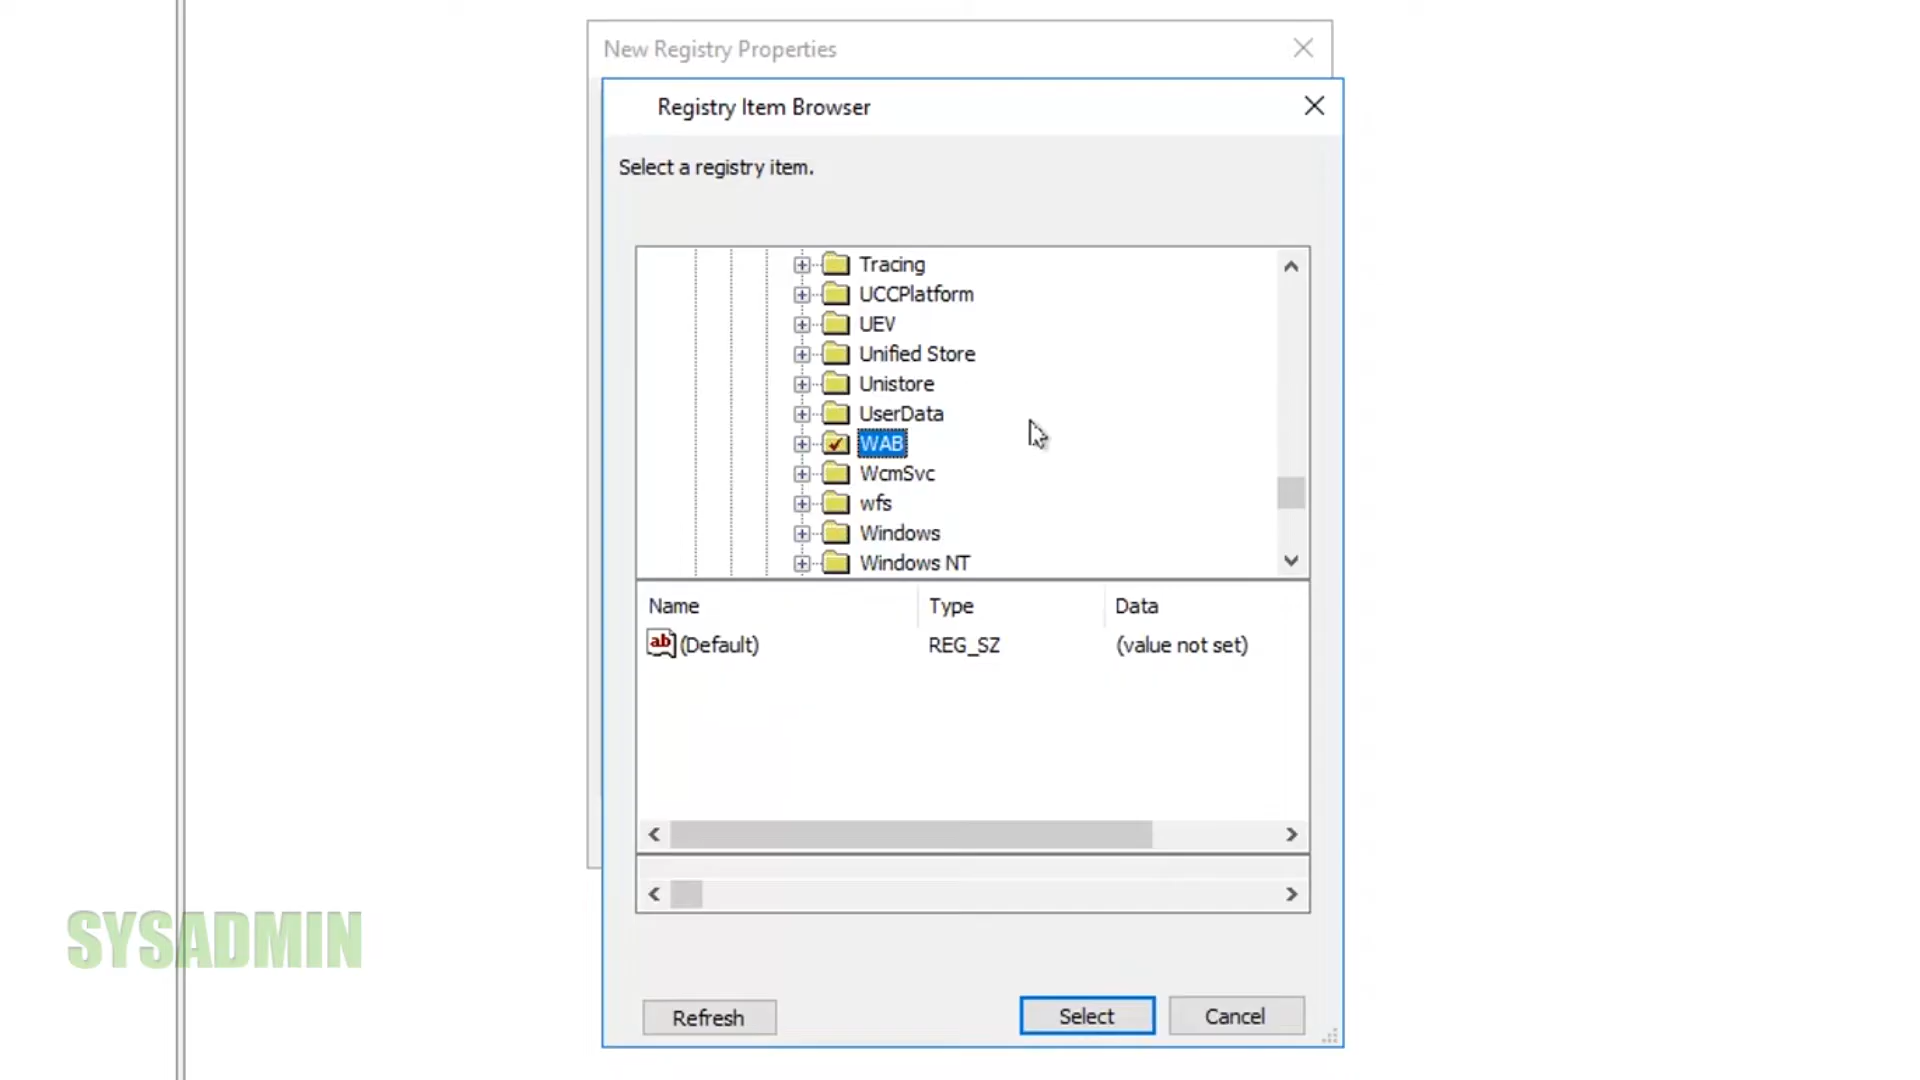 New Registry Properties
Registry Item Browser
Select a registry item.
Tracing
UCCPlatform
UEV
Unified Store
Unistore
UserData
WAB
WcmSvc
wfs
Windows
Windows NT
Name Type Data
ab (Default) REG_SZ (value not set)
SYSADMIN
Refresh Select Cancel